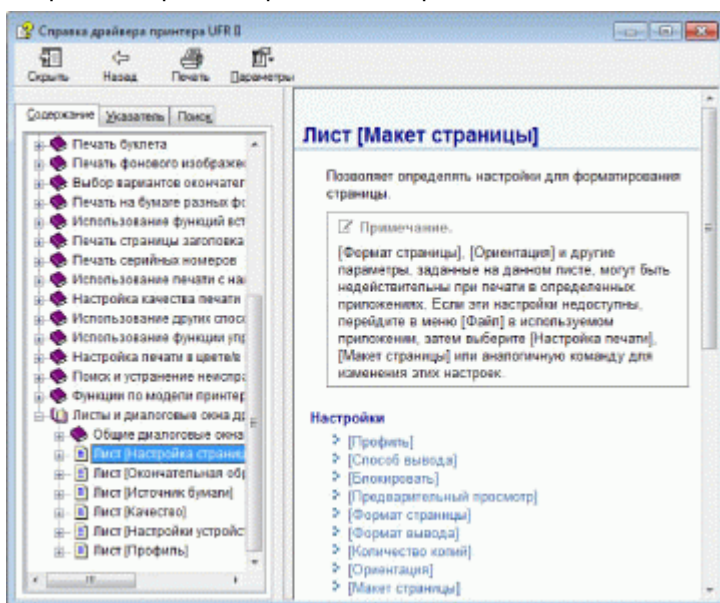 Справка драйвера принтера UFR II
Скрыть Назад Печать Параметры
Содержание Указатель Поиск
Печать буклета
Печать фонового изображе
Выбор вариантов окончател
Печать на бумаге разных фо
Использование функций вст
Печать страницы заголовка
Печать серийных номеров
Использование печати с на
Настройка качества печати
Использование других спосо
Использование функции упр
Настройка печати в цвете/в
Поиск и устранение неиспра
Функции по модели принтер
Листы и диалоговые окна др
Общие диалоговые окна
Лист [Настройка страниц
Лист [Окончательная обр
Лист [Источник бумаги]
Лист [Качество]
Лист [Настройки устройс
Лист [Профиль]
Лист [Макет страницы]
Позволяет определять настройки для форматирования
страницы.
Примечание.
[Формат страницы], [Ориентация] и другие
параметры, заданные на данном листе, могут быть
недействительны при печати в определенных
приложениях. Если эти настройки недоступны,
перейдите в меню [Файл] в используемом
приложении, затем выберите [Настройка печати],
[Макет страницы] или аналогичную команду для
изменения этих настроек.
Настройки
[Профиль]
[Способ вывода]
[Блокировать]
[Предварительный просмотр]
[Формат страницы]
[Формат вывода]
[Количество копий]
[Ориентация]
[Макет страницы]